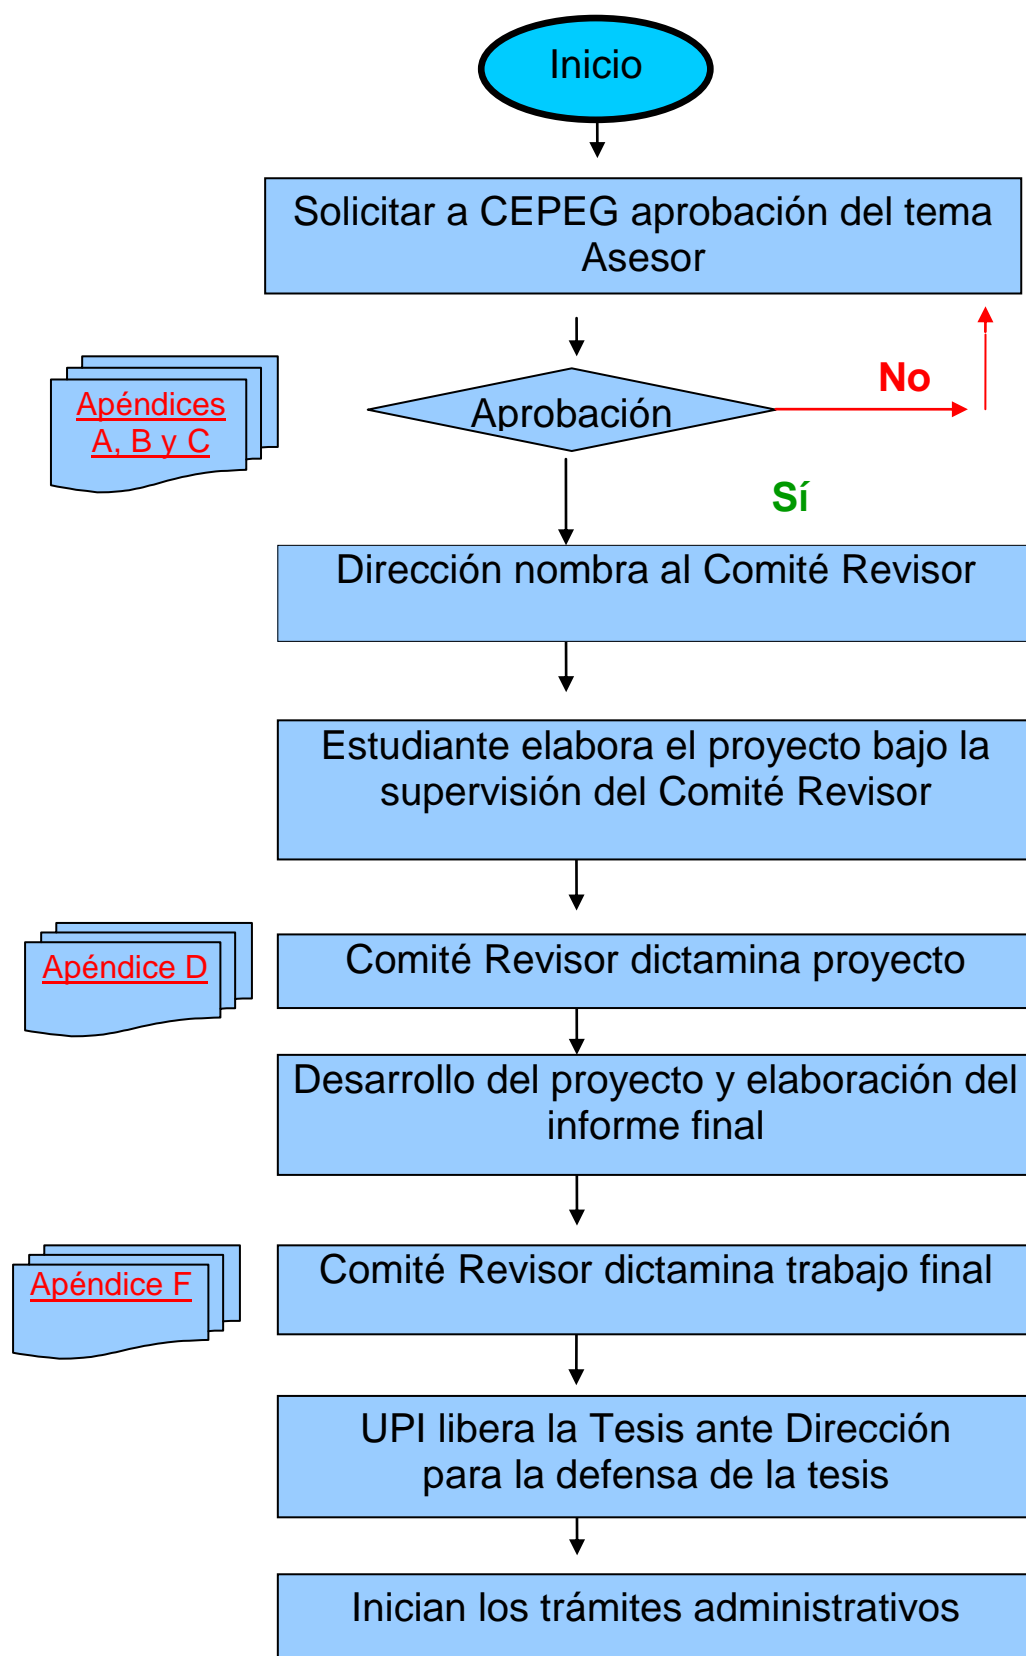 Inicio
Solicitar a CEPEG aprobación del tema
Asesor
No
Apéndices
A, B y C
Aprobación
Sí
Dirección nombra al Comité Revisor
Estudiante elabora el proyecto bajo la
supervisión del Comité Revisor
Apéndice D
Comité Revisor dictamina proyecto
Desarrollo del proyecto y elaboración del
informe final
Apéndice F
Comité Revisor dictamina trabajo final
UPI libera la Tesis ante Dirección
para la defensa de la tesis
Inician los trámites administrativos